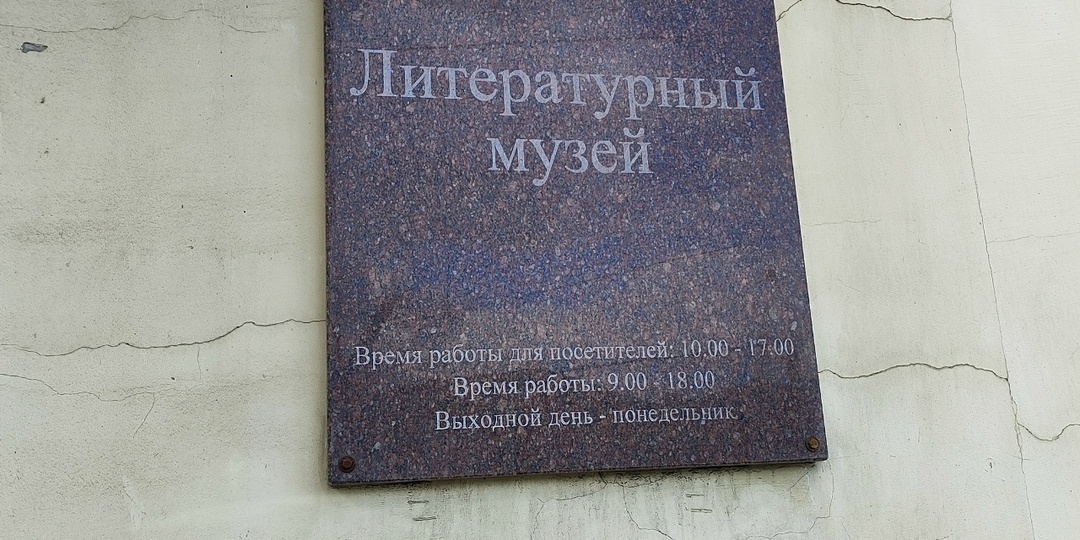 Литературный
музей
Время работы для посетителей: 10.00 - 17.00
Время работы: 9.00 - 18.00
Выходной день - понедельник.